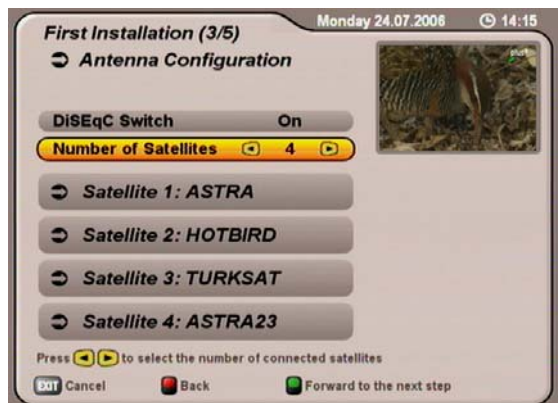 Monday 24.07.2006 14:15
First Installation (3/5)
Antenna Configuration
plus+
DiSEqC Switch On
Number of Satellites 4
Satellite 1: ASTRA
Satellite 2: HOTBIRD
Satellite 3: TURKSAT
Satellite 4: ASTRA23
Press to select the number of connected satellites
EXIT Cancel Back Forward to the next step